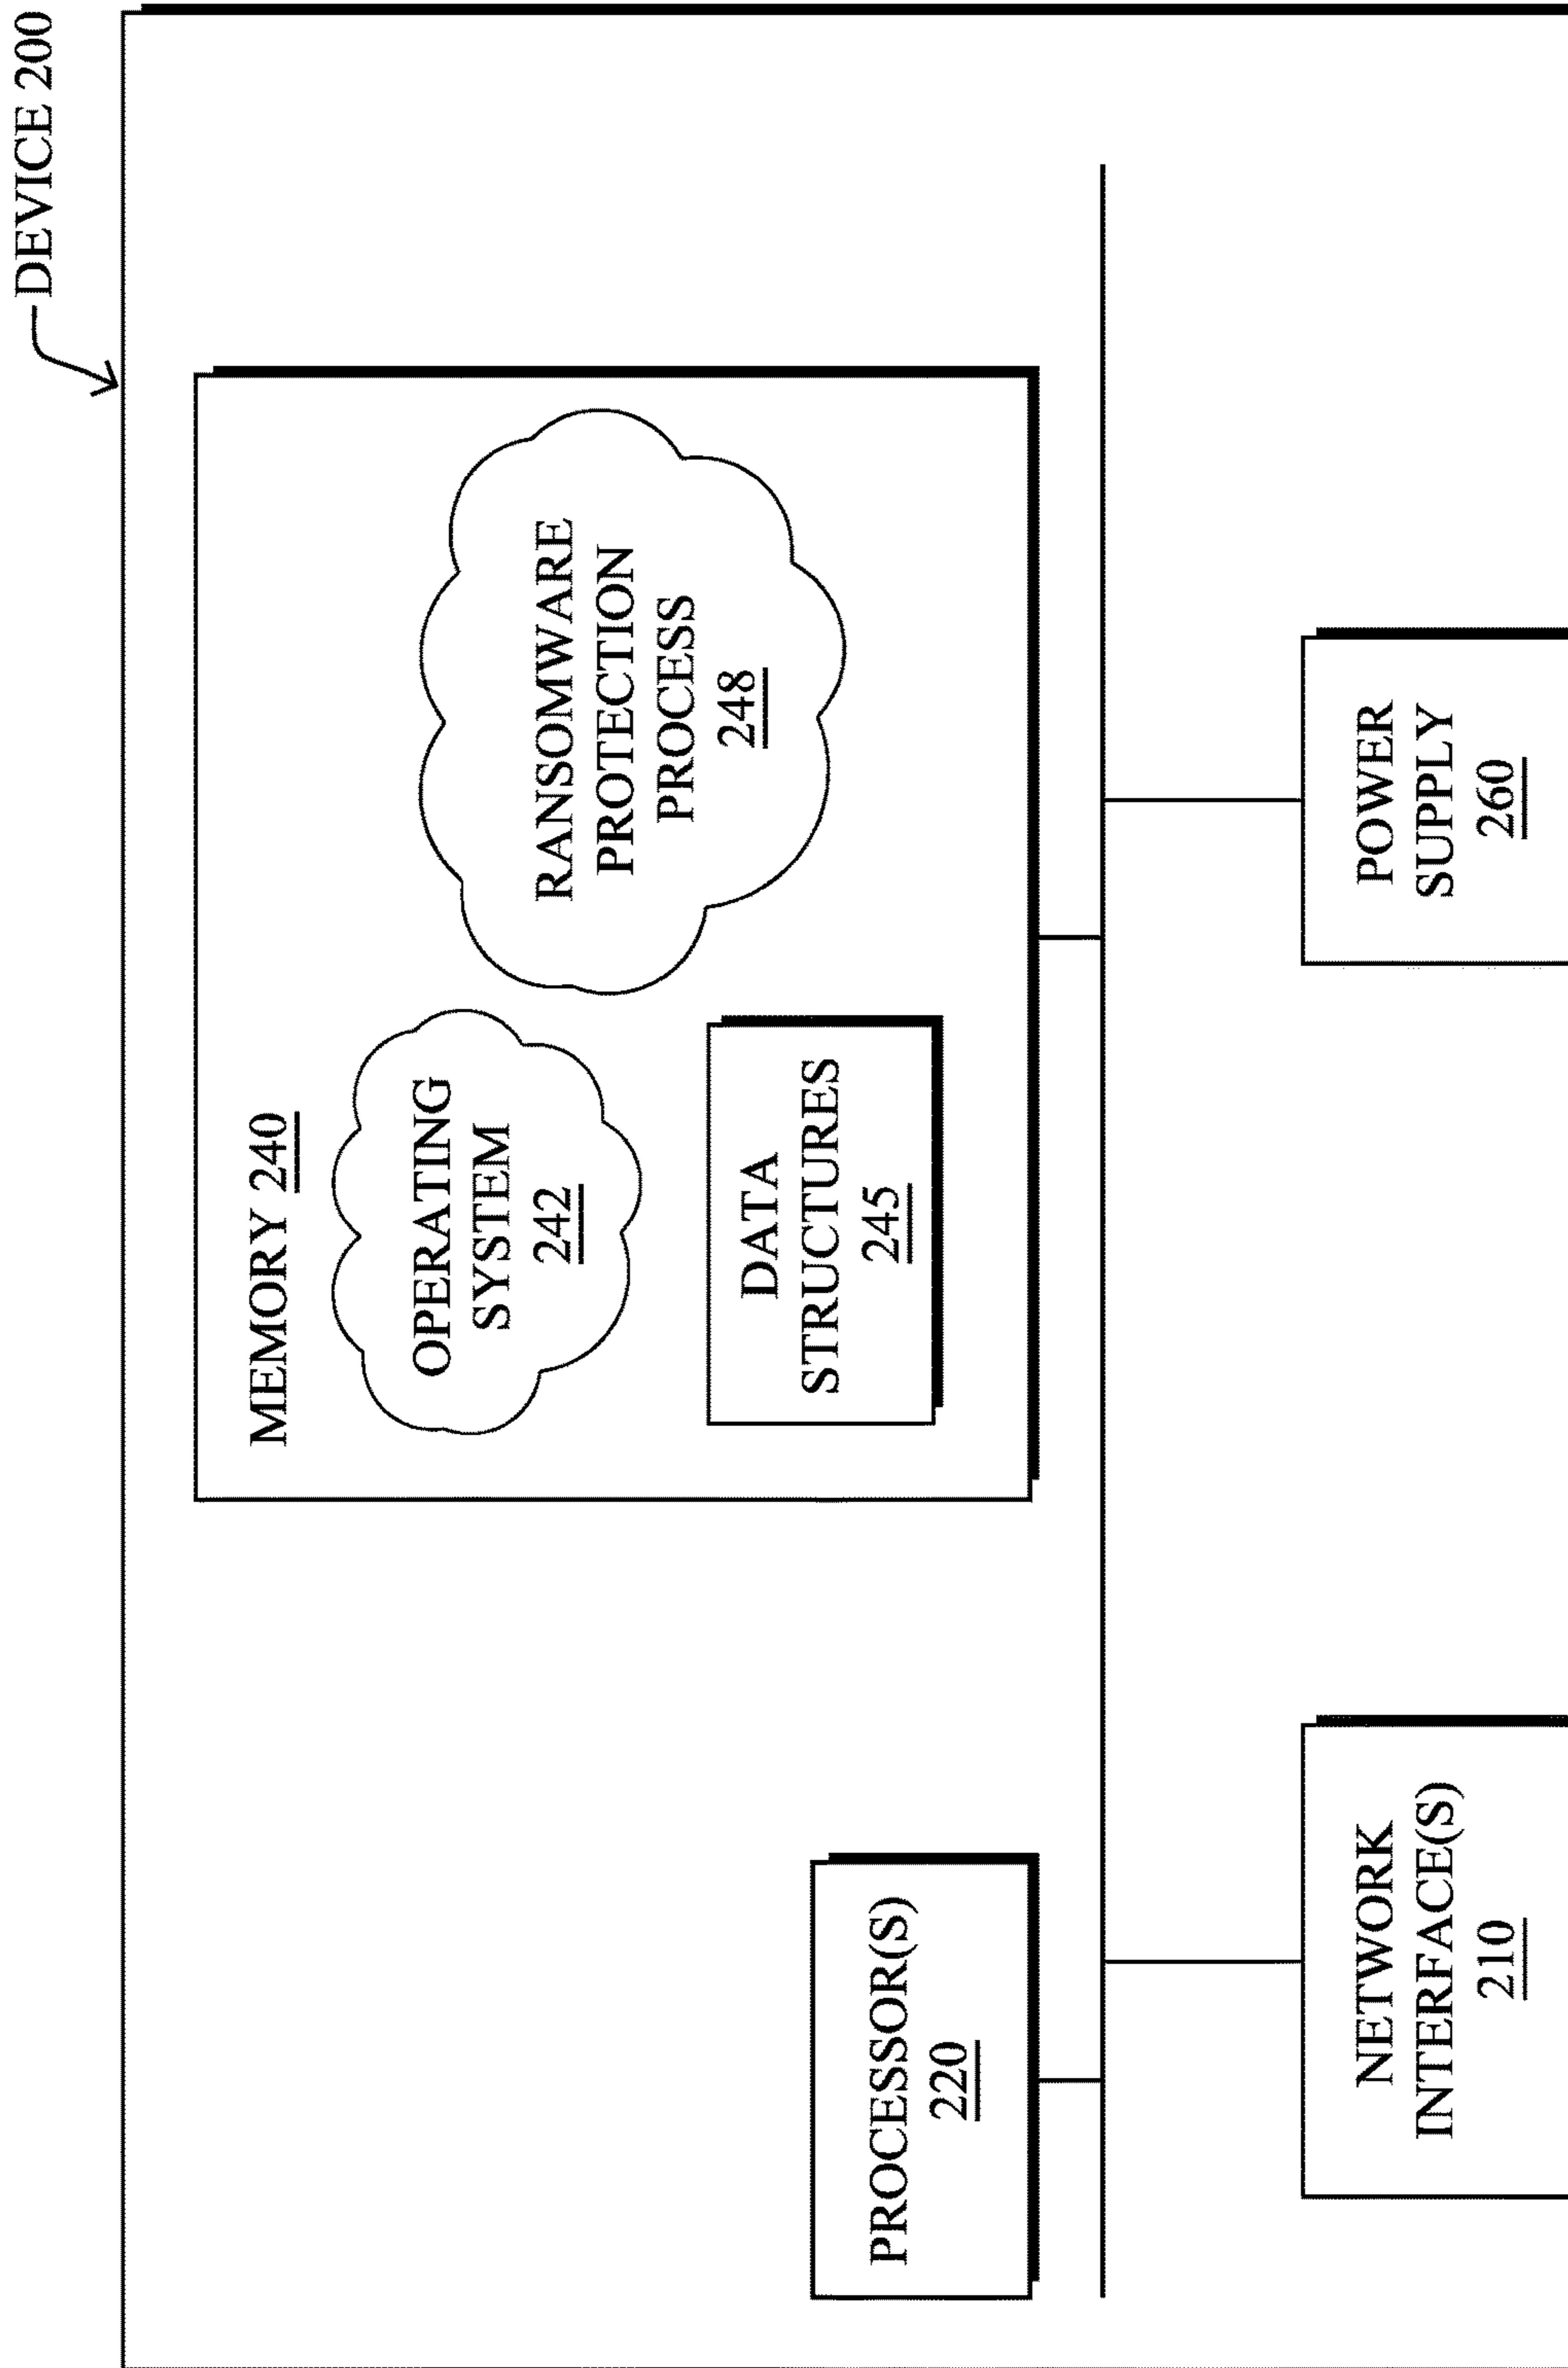 DEVICE 200
MEMORY 240
OPERATING
SYSTEM
242
DATA
STRUCTURES
245
RANSOMWARE
PROTECTION
PROCESS
248
PROCESSOR(S)
220
NETWORK
INTERFACE(S)
210
POWER
SUPPLY
260